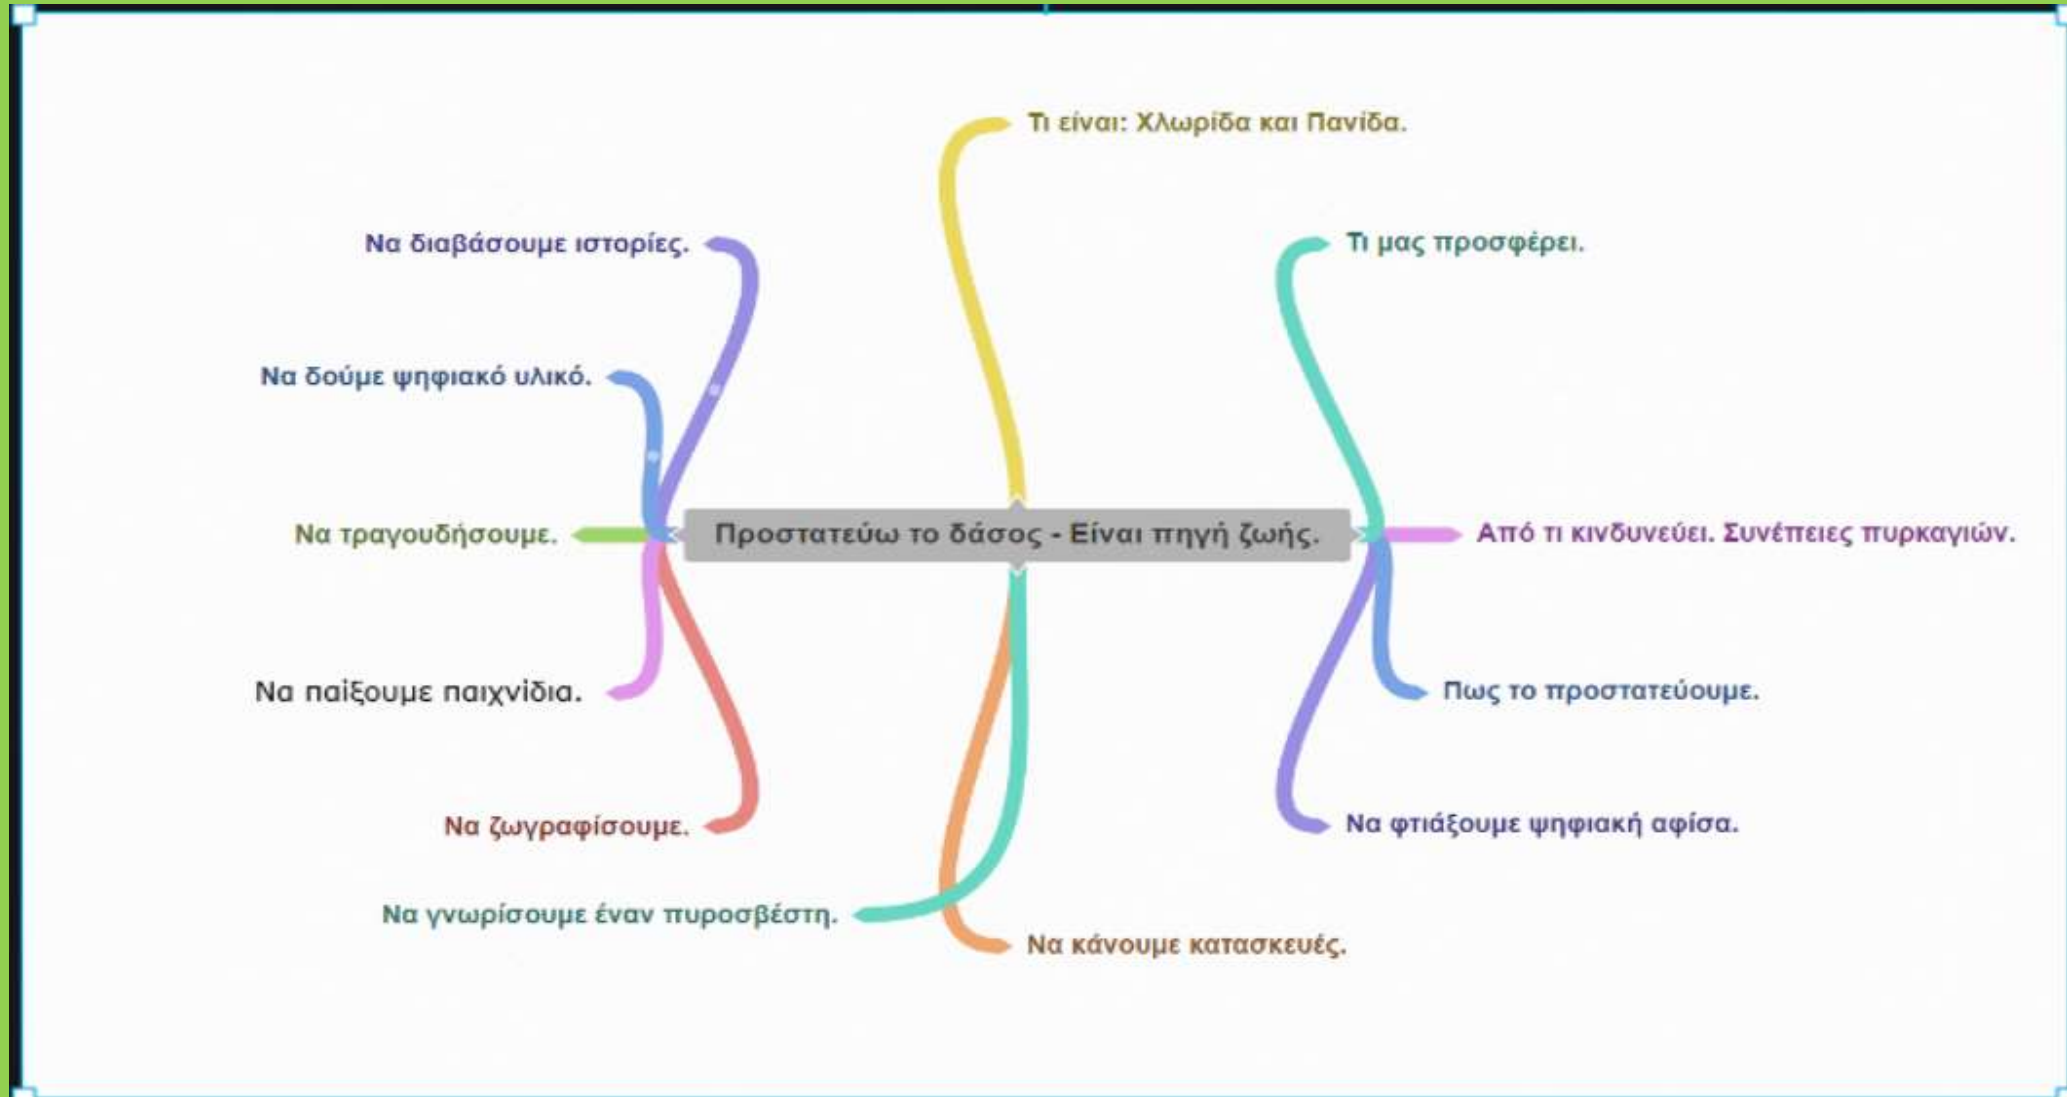 Τι είναι: Χλωρίδα και Πανίδα.
Να διαβάσουμε ιστορίες.
Τι μας προσφέρει.
Να δούμε ψηφιακό υλικό.
Να τραγουδήσουμε.
Προστατεύω το δάσος - Είναι πηγή ζωής.
Από τι κινδυνεύει. Συνέπειες πυρκαγιών.
Να παίξουμε παιχνίδια.
Πως το προστατεύουμε.
Να ζωγραφίσουμε.
Να φτιάξουμε ψηφιακή αφίσα.
Να γνωρίσουμε έναν πυροσβέστη.
Να κάνουμε κατασκευές.